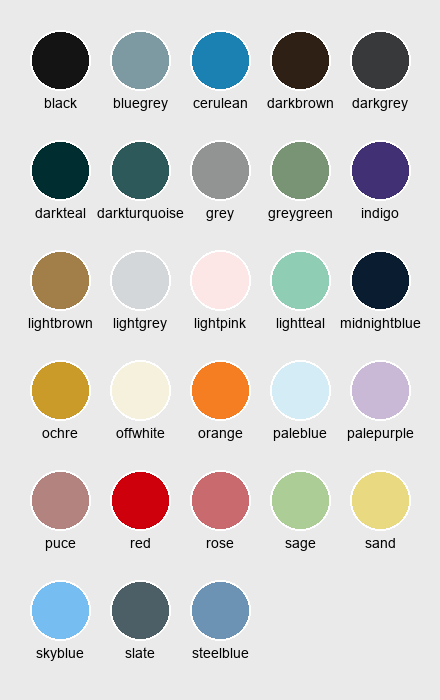 black bluegrey cerulean darkbrown darkgrey
darkteal darkturquoise grey greygreen indigo
lightbrown lightgrey lightpink lightteal midnightblue
ochre offwhite orange paleblue palepurple
puce red rose sage sand
skyblue slate steelblue